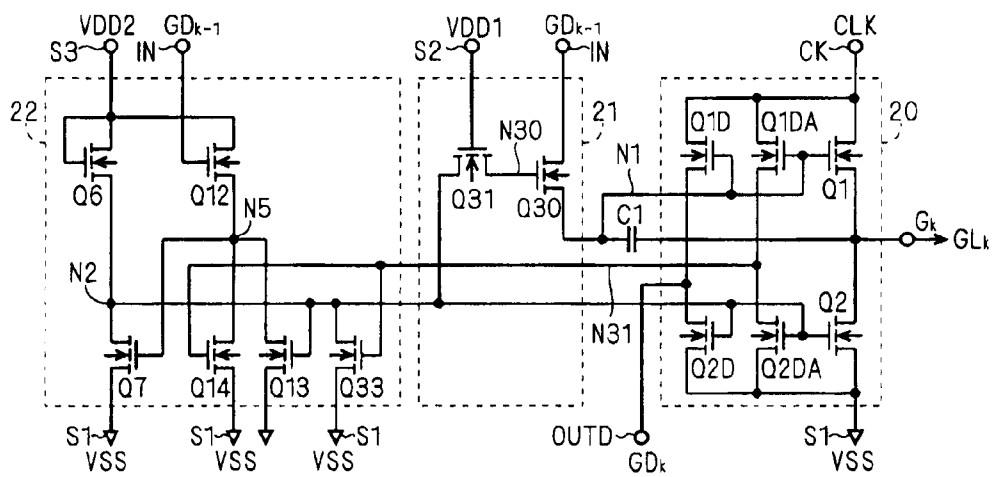 VDD2 GDk-1 VDD1 GDk-1 CLK
S3 IN S2 IN CK
22 21 20
N30 Q1D Q1DA
Q6 Q12 Q31 Q30 N1 Q1
N5 C1 Gk
GLk
N2 N31 Q2
Q7 Q14 Q13 Q33 Q2D Q2DA
S1 S1 S1 OUTD S1
VSS VSS VSS GDk VSS